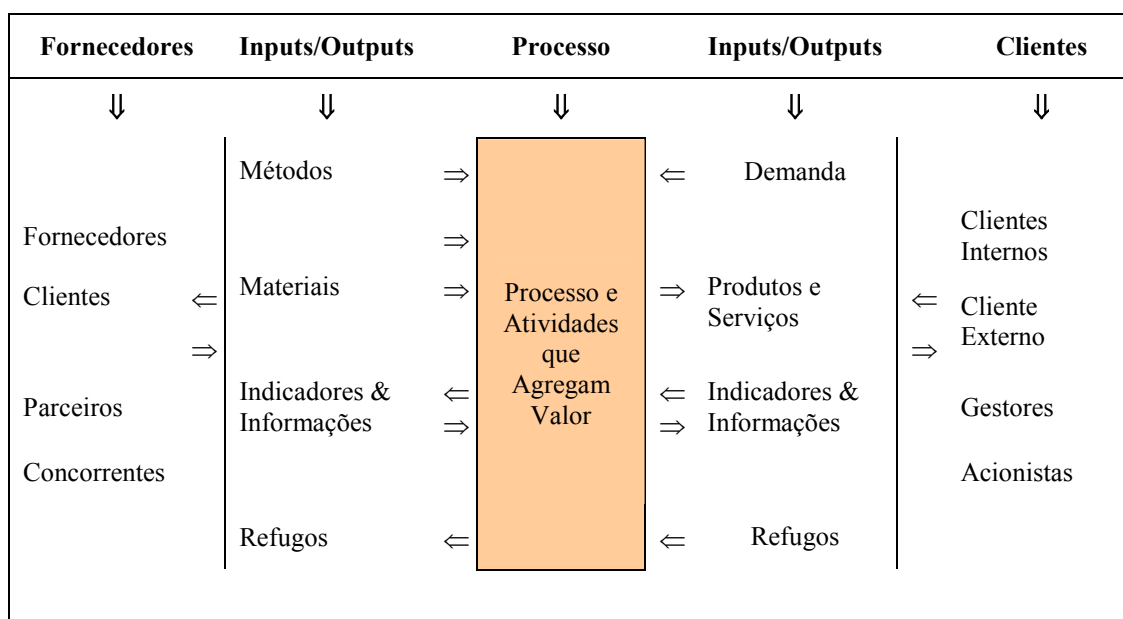 Fornecedores Inputs/Outputs Processo Inputs/Outputs Clientes
⇓ ⇓ ⇓ ⇓ ⇓
Métodos ⇒ ⇐ Demanda
Fornecedores ⇒ Clientes
Internos
Clientes ⇐ Materiais ⇒ Processo e ⇒ Produtos e ⇐ Cliente
Atividades Serviços Externo
⇒ que ⇒
Parceiros Indicadores & ⇐ Agregam ⇐ Indicadores & Gestores
Informações ⇒ Valor ⇒ Informações
Concorrentes Acionistas
Refugos ⇐ ⇐ Refugos